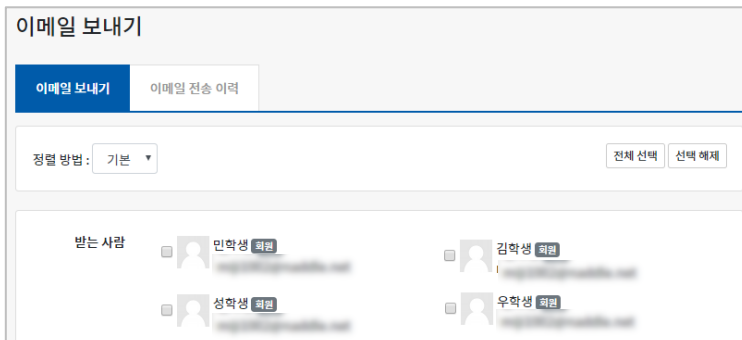 이메일 보내기
이메일 보내기 이메일 전송 이력
정렬 방법 : 기본 전체 선택 선택 해제
받는 사람 민학생 회원 김학생 회원
성학생 회원 우학생 회원